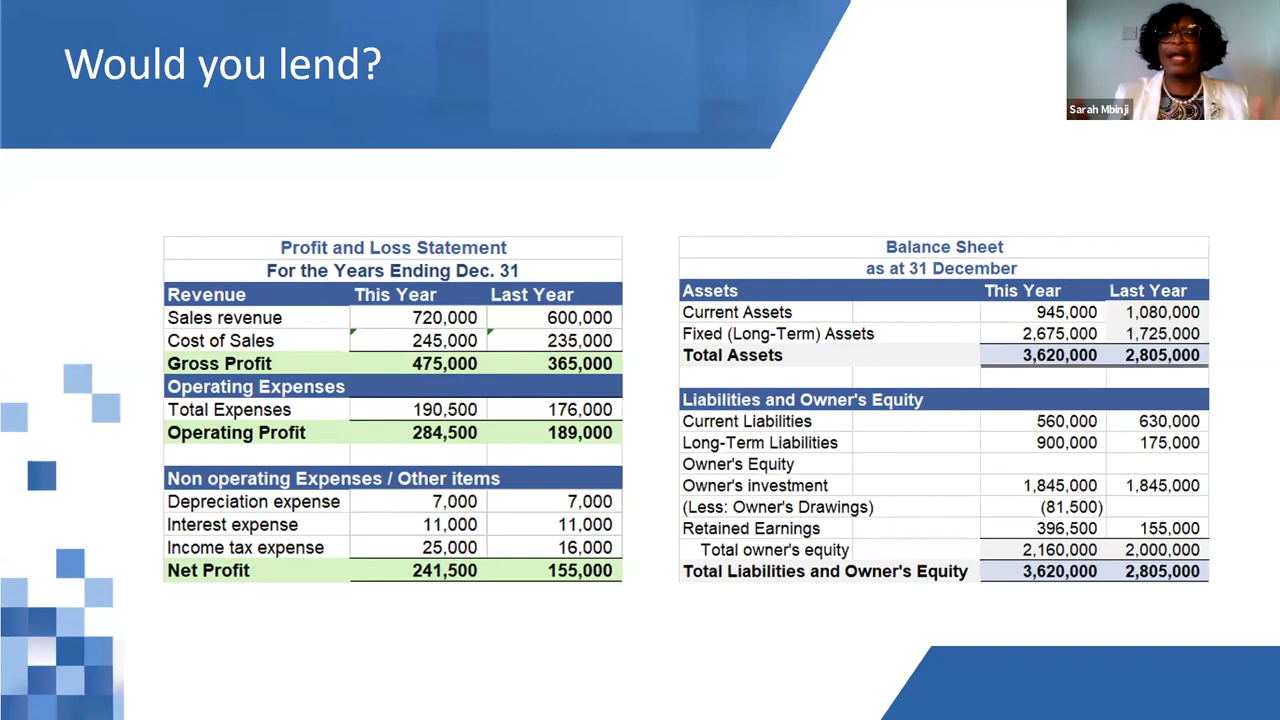 Would you lend?
Sarah Mbinji
Profit and Loss Statement
For the Years Ending Dec. 31
Revenue This Year Last Year
Sales revenue 720,000 600,000
Cost of Sales 245,000 235,000
Gross Profit 475,000 365,000
Operating Expenses
Total Expenses 190,500 176,000
Operating Profit 284,500 189,000
Non operating Expenses / Other items
Depreciation expense 7,000 7,000
Interest expense 11,000 11,000
Income tax expense 25,000 16,000
Net Profit 241,500 155,000
Balance Sheet
as at 31 December
Assets This Year Last Year
Current Assets 945,000 1,080,000
Fixed (Long-Term) Assets 2,675,000 1,725,000
Total Assets 3,620,000 2,805,000
Liabilities and Owner's Equity
Current Liabilities 560,000 630,000
Long-Term Liabilities 900,000 175,000
Owner's Equity
Owner's investment 1,845,000 1,845,000
(Less: Owner's Drawings) (81,500)
Retained Earnings 396,500 155,000
Total owner's equity 2,160,000 2,000,000
Total Liabilities and Owner's Equity 3,620,000 2,805,000